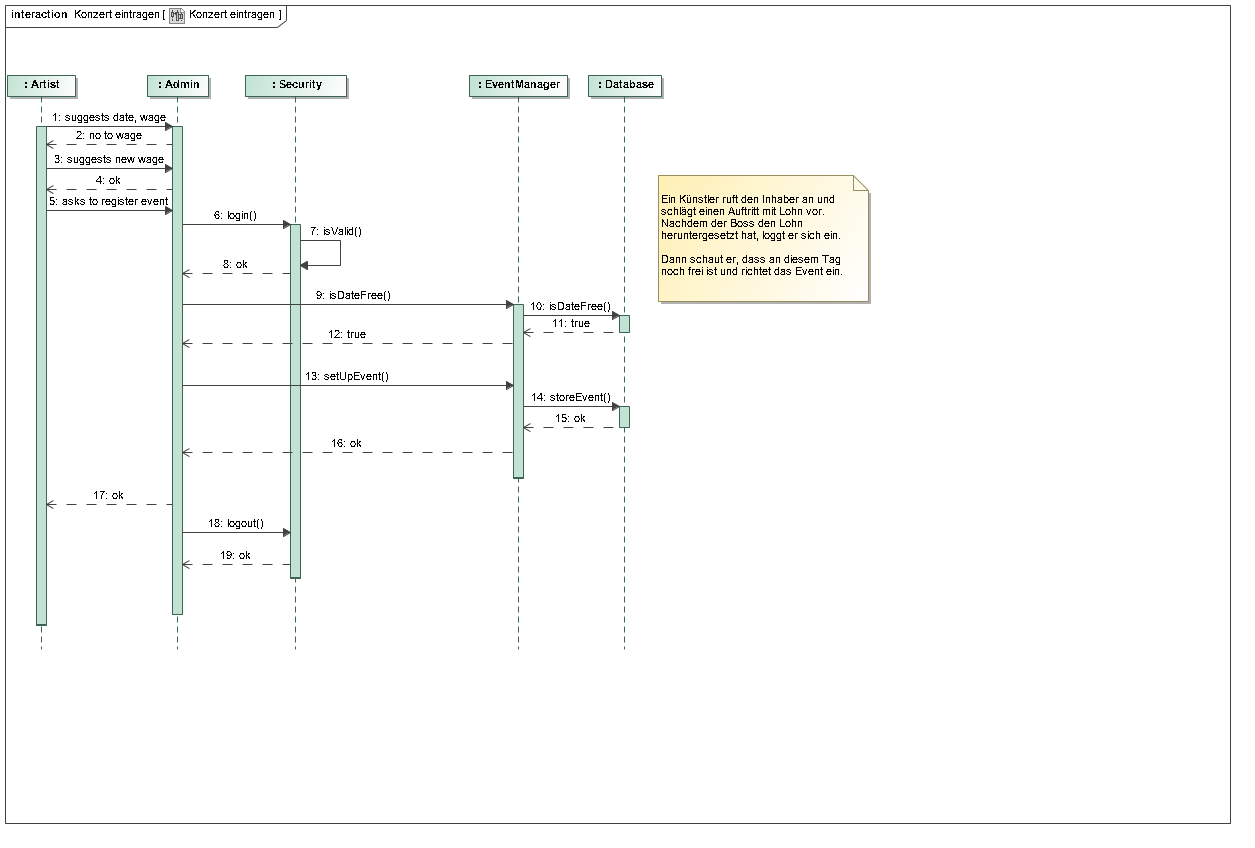 interaction Konzert eintragen [ Konzert eintragen ]
: Artist
: Admin
: Security
: EventManager
: Database
1: suggests date, wage
2: no to wage
3: suggests new wage
4: ok
5: asks to register event
6: login()
7: isValid()
8: ok
9: isDateFree()
10: isDateFree()
11: true
12: true
13: setUpEvent()
14: storeEvent()
15: ok
16: ok
17: ok
18: logout()
19: ok
Ein Künstler ruft den Inhaber an und
schlägt einen Auftritt mit Lohn vor.
Nachdem der Boss den Lohn
heruntergesetzt hat, loggt er sich ein.
Dann schaut er, dass an diesem Tag
noch frei ist und richtet das Event ein.